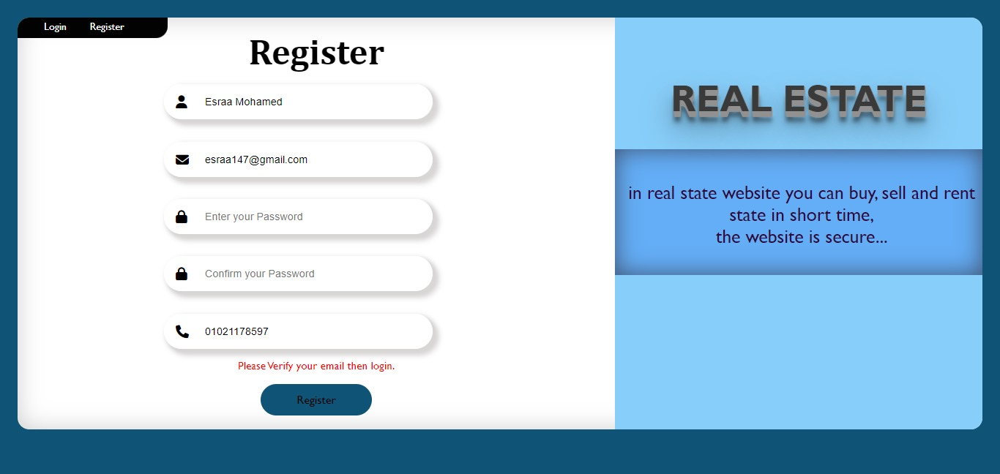 Login Register
Register
Esraa Mohamed
esraa147@gmail.com
Enter your Password
Confirm your Password
01021178597
Please Verify your email then login.
Register
REAL ESTATE
in real state website you can buy, sell and rent
state in short time,
the website is secure...